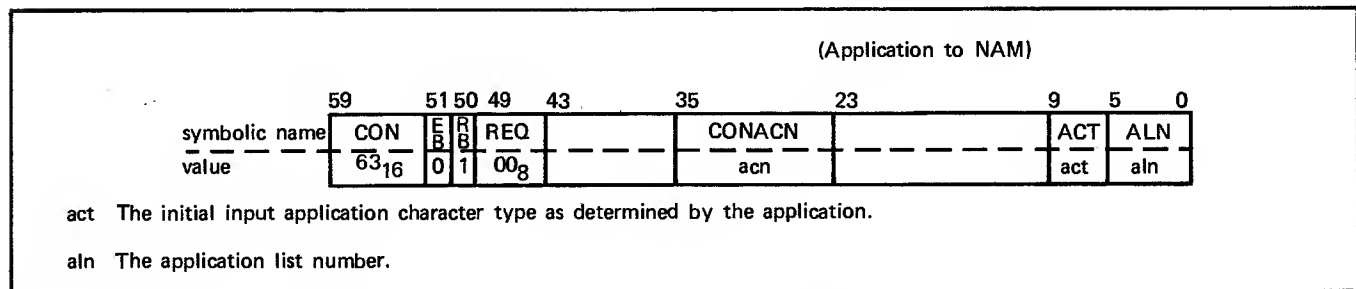 (Application to NAM)
59 51 50 49 43 35 23 9 5 0
symbolic name CON EB RB REQ CONACN ACT ALN
value 63₁₆ 0 1 00₈ acn act aln
act The initial input application character type as determined by the application.
aln The application list number.